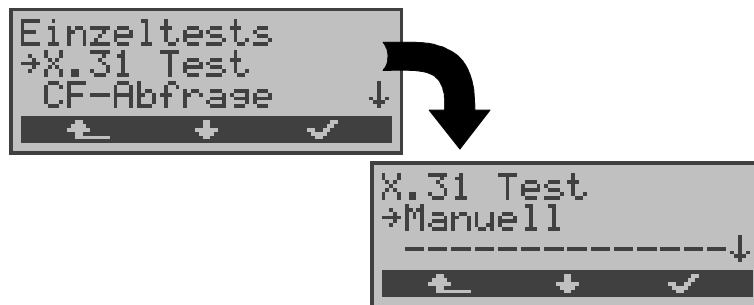 Einzeltests
→X.31 Test
CF-Abfrage ↓
X.31 Test
→Manuell
--------------↓